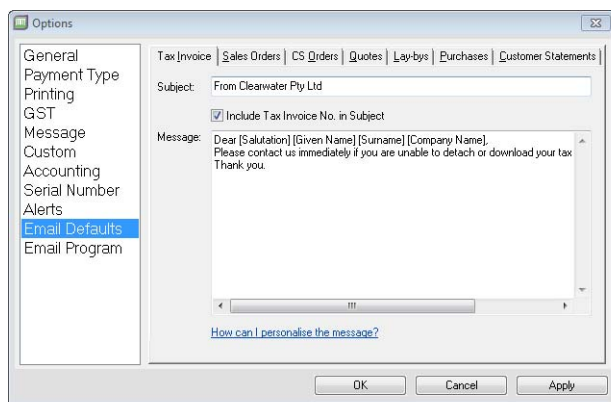 Options
General
Payment Type
Printing
GST
Message
Custom
Accounting
Serial Number
Alerts
Email Defaults
Email Program
Tax Invoice Sales Orders CS Orders Quotes Lay-bys Purchases Customer Statements
Subject: From Clearwater Pty Ltd
Include Tax Invoice No. in Subject
Message: Dear [Salutation] [Given Name] [Surname] [Company Name],
Please contact us immediately if you are unable to detach or download your tax
Thank you.
How can I personalise the message?
OK Cancel Apply